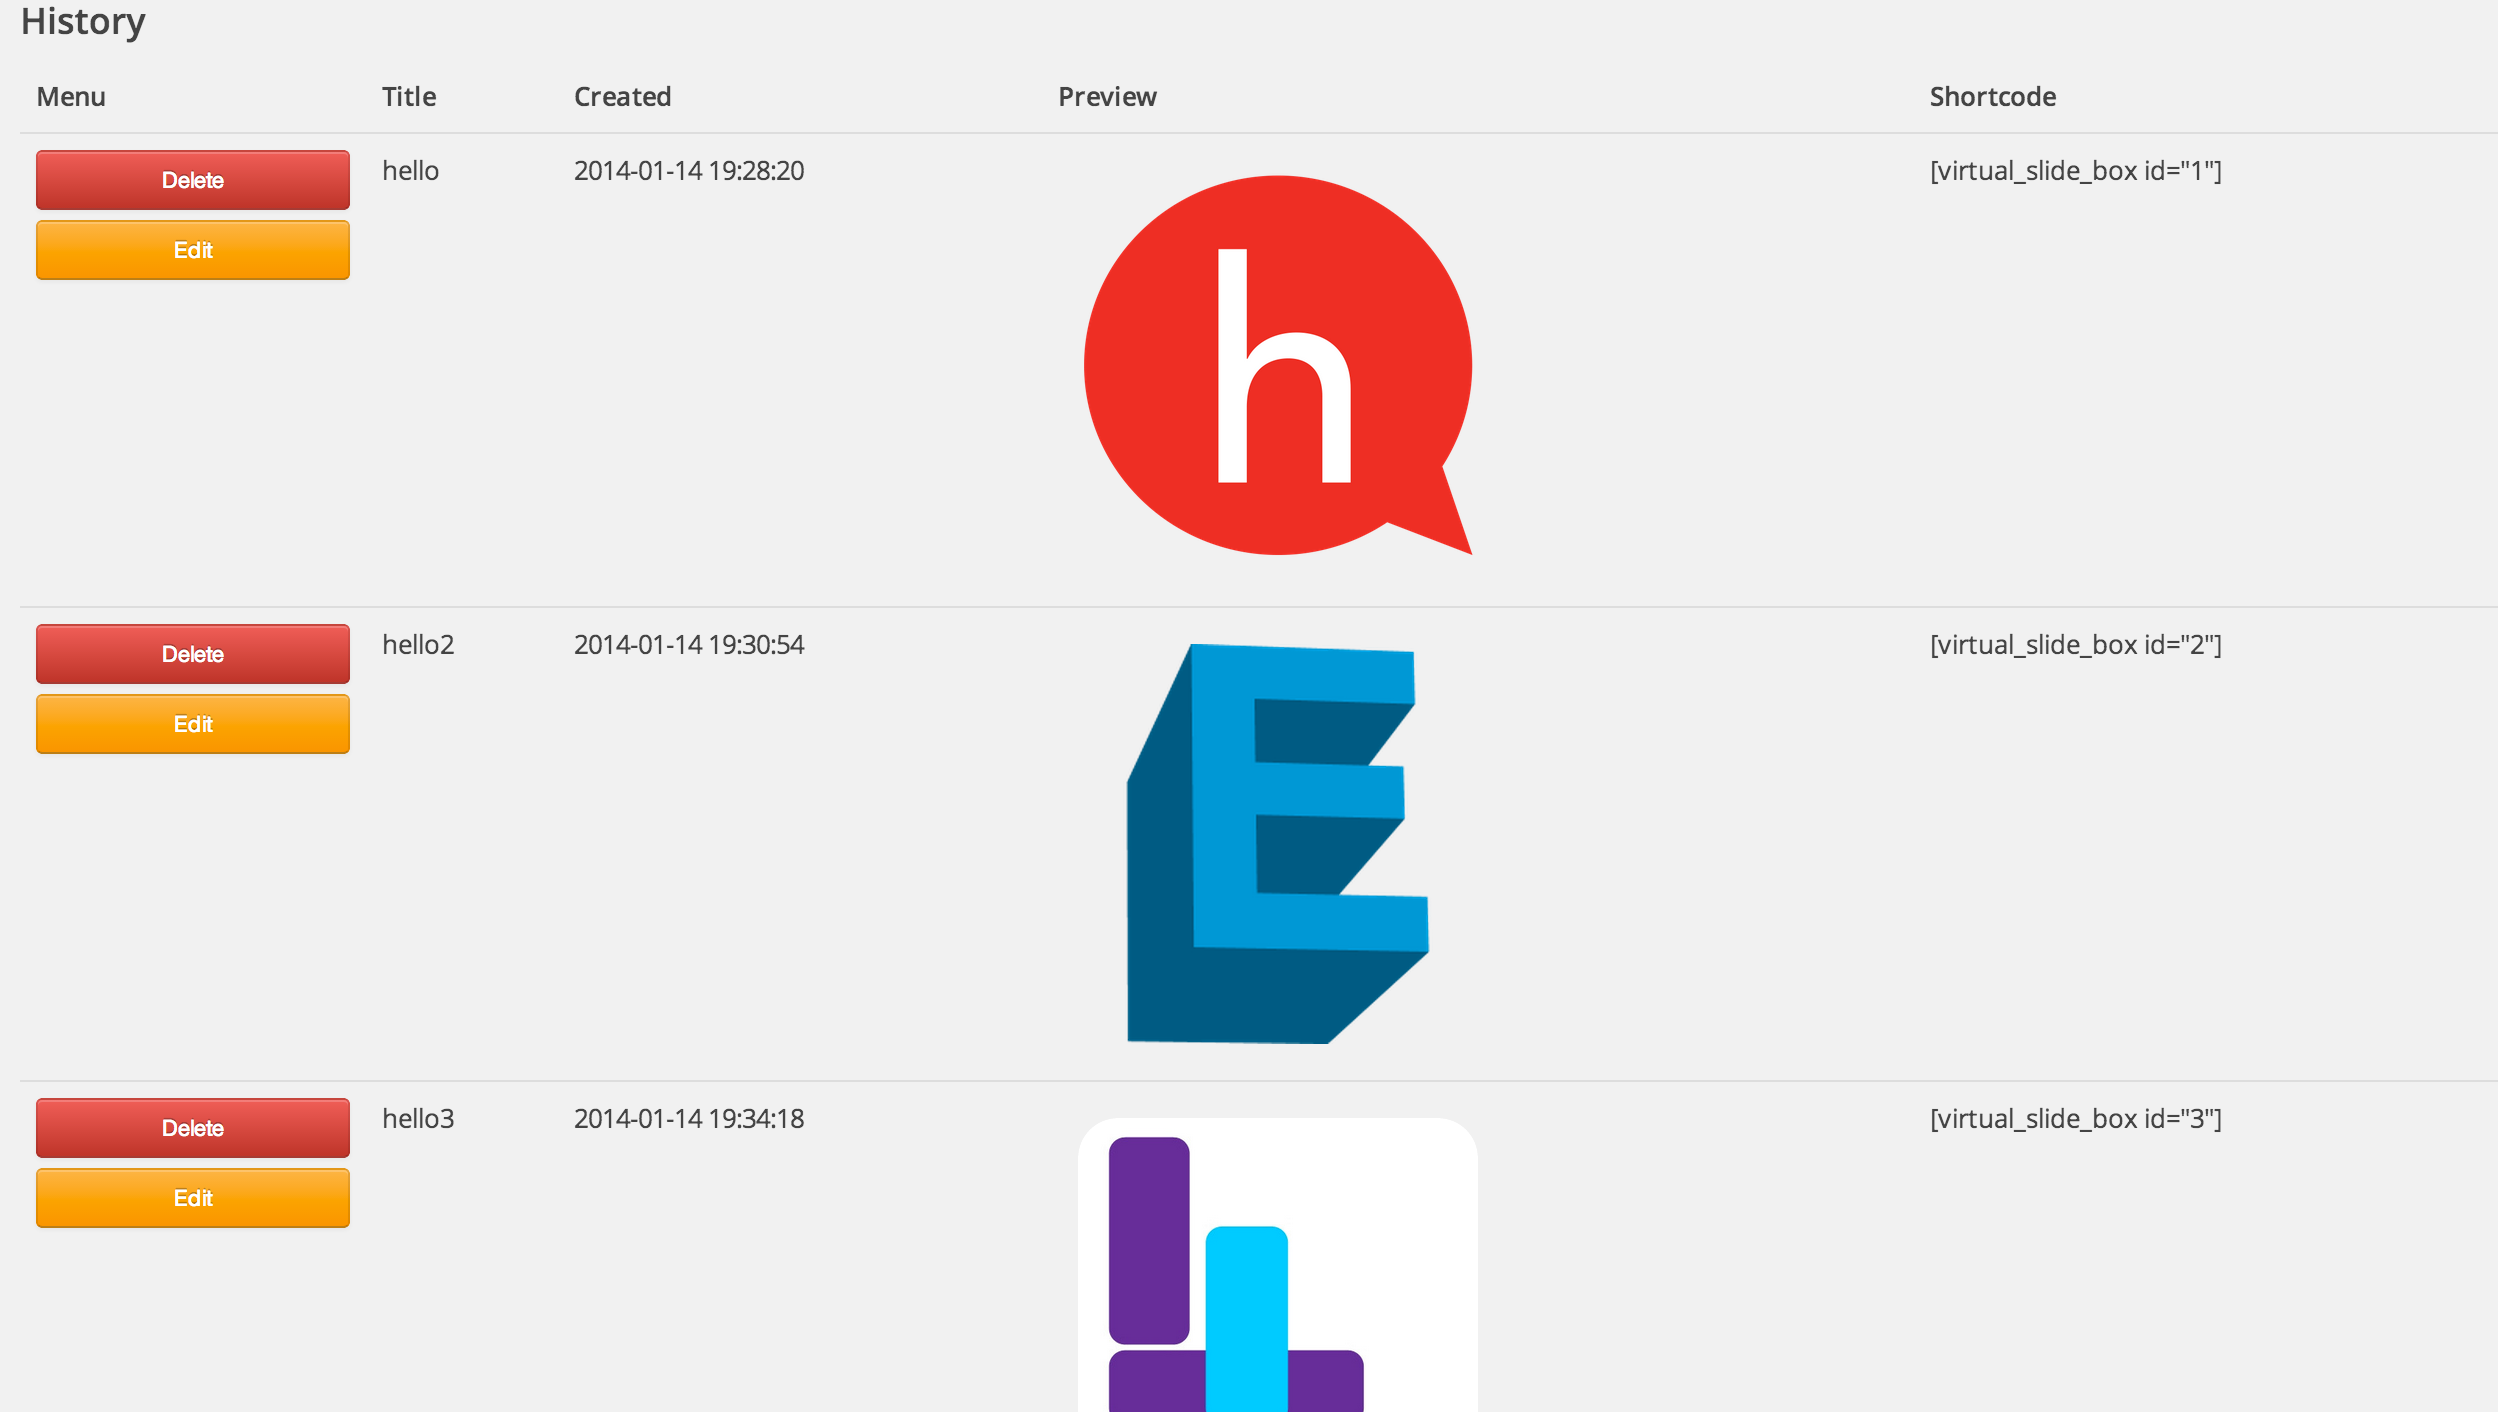 History
Menu Title Created Preview Shortcode
Delete hello 2014-01-14 19:28:20 [virtual_slide_box id="1"]
Edit
h
Delete hello2 2014-01-14 19:30:54 [virtual_slide_box id="2"]
Edit
E
Delete hello3 2014-01-14 19:34:18 [virtual_slide_box id="3"]
Edit